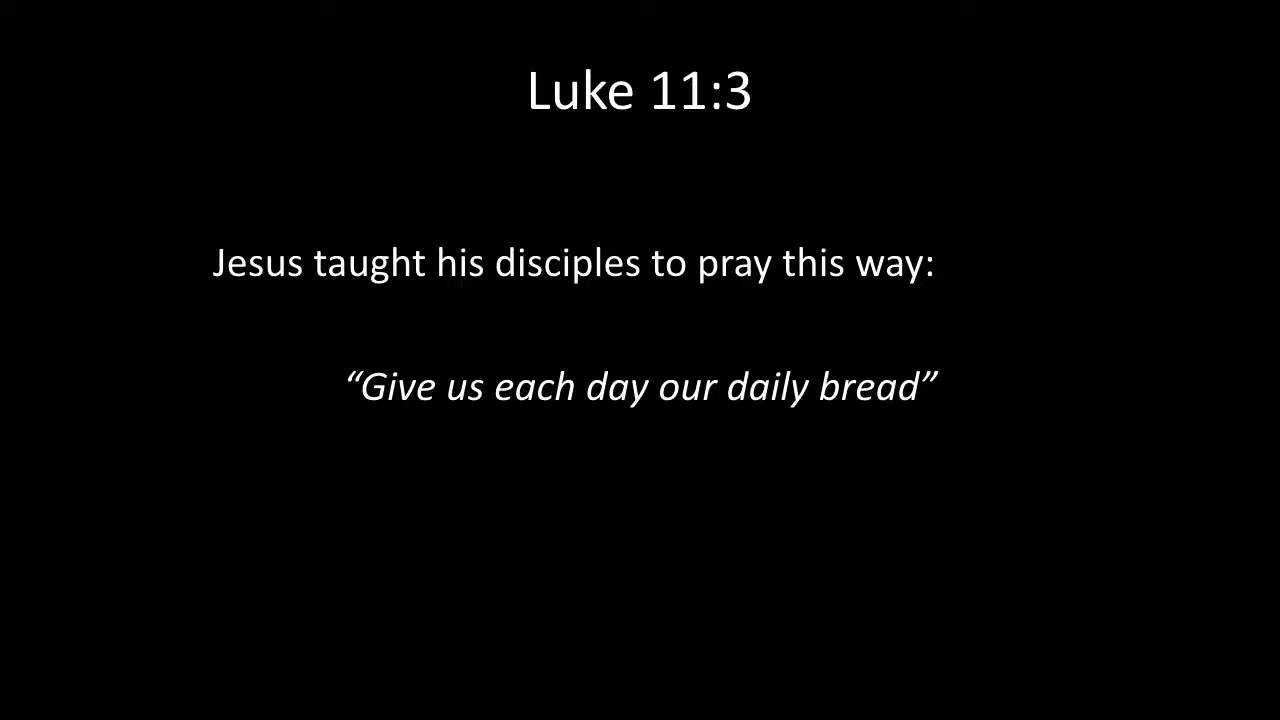 Luke 11:3
Jesus taught his disciples to pray this way:
“Give us each day our daily bread”